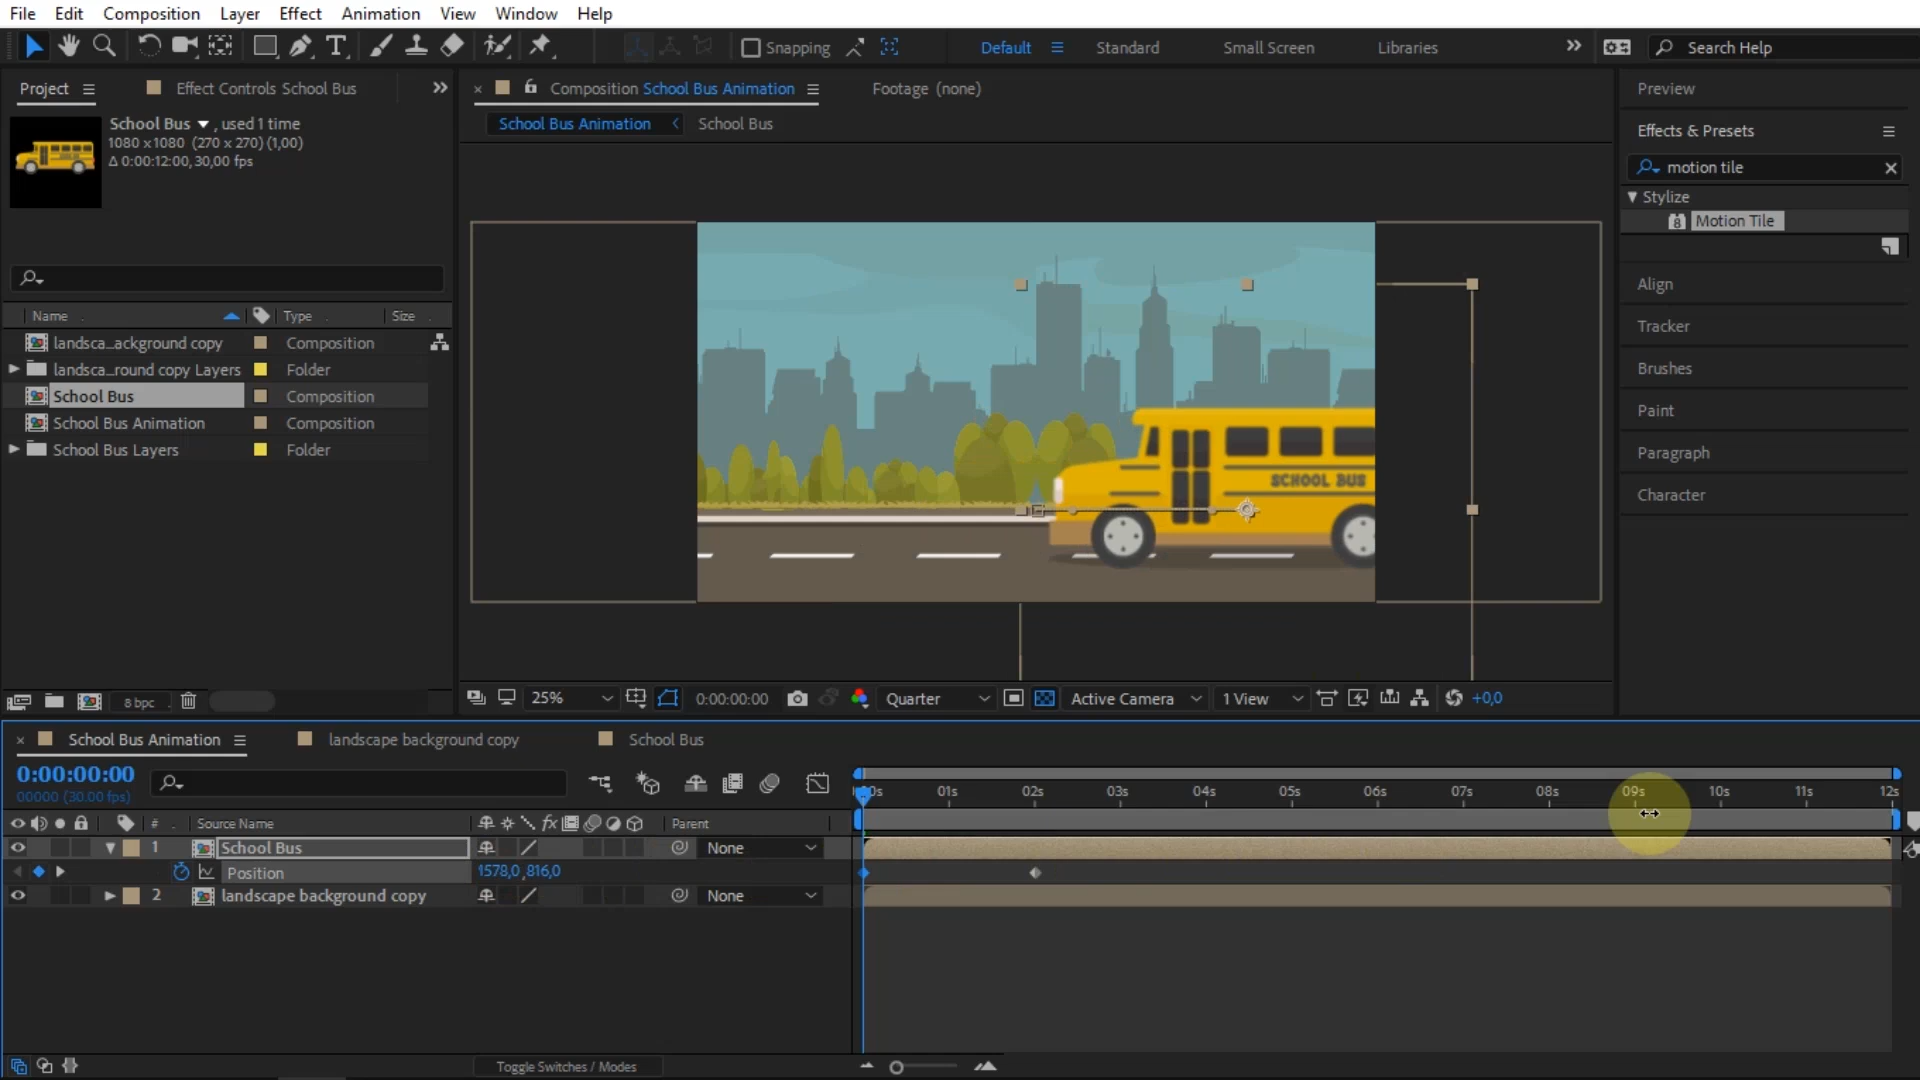 File Edit Composition Layer Effect Animation View Window Help
Snapping
Default
Standard
Small Screen
Libraries
Search Help
Project
Effect Controls School Bus
Composition School Bus Animation
Footage (none)
Preview
School Bus , used 1 time
1080 x1080 (270 x 270) (1,00)
Δ 0:00:12:00, 30,00 fps
School Bus Animation
School Bus
Effects & Presets
motion tile
Stylize
8 Motion Tile
Align
Tracker
Brushes
Paint
Paragraph
Character
SCHOOL BUS
Name Type Size
landsca...ackground copy Composition
landsca...round copy Layers Folder
School Bus Composition
School Bus Animation Composition
School Bus Layers Folder
8 bpc
25%
0:00:00:00
Quarter
Active Camera
1 View
+0,0
School Bus Animation
landscape background copy
School Bus
0:00:00:00
00000 (30.00 fps)
01s 02s 03s 04s 05s 06s 07s 08s 09s 10s 11s 12s
# Source Name fx Parent
1 School Bus None
Position 1578,0 ,816,0
2 landscape background copy None
Toggle Switches / Modes